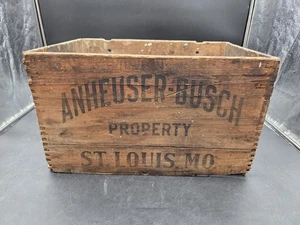 ANHEUSER-BUSCH
PROPERTY
ST. LOUIS, MO